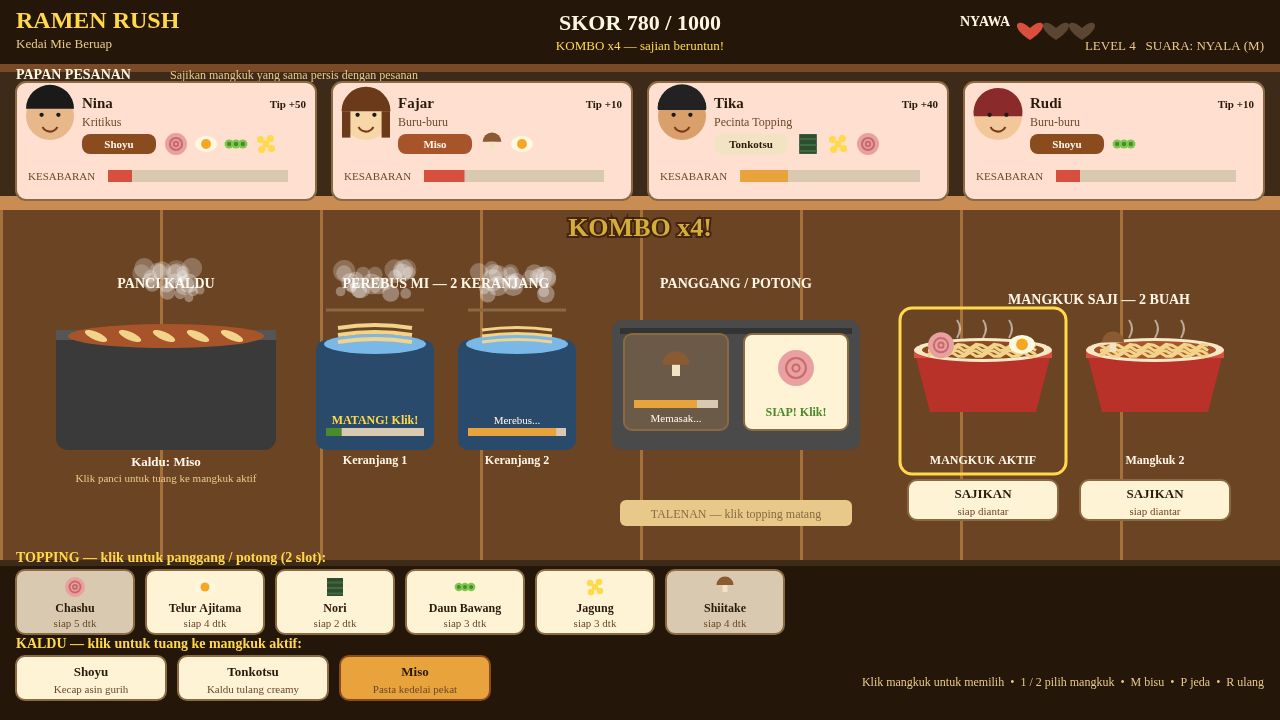 RAMEN RUSH
Kedai Mie Beruap
SKOR 780 / 1000
KOMBO x4 — sajian beruntun!
NYAWA
LEVEL 4 SUARA: NYALA (M)
PAPAN PESANAN
Sajikan mangkuk yang sama persis dengan pesanan
Nina
Tip +50
Kritikus
Shoyu
KESABARAN
Fajar
Tip +10
Buru-buru
Miso
KESABARAN
Tika
Tip +40
Pecinta Topping
Tonkotsu
KESABARAN
Rudi
Tip +10
Buru-buru
Shoyu
KESABARAN
KOMBO x4!
PANCI KALDU
PEREBUS MI — 2 KERANJANG
PANGGANG / POTONG
MANGKUK SAJI — 2 BUAH
MATANG! Klik!
Merebus...
Memasak...
SIAP! Klik!
Kaldu: Miso
Klik panci untuk tuang ke mangkuk aktif
Keranjang 1
Keranjang 2
MANGKUK AKTIF
Mangkuk 2
SAJIKAN
siap diantar
SAJIKAN
siap diantar
TALENAN — klik topping matang
TOPPING — klik untuk panggang / potong (2 slot):
Chashu
siap 5 dtk
Telur Ajitama
siap 4 dtk
Nori
siap 2 dtk
Daun Bawang
siap 3 dtk
Jagung
siap 3 dtk
Shiitake
siap 4 dtk
KALDU — klik untuk tuang ke mangkuk aktif:
Shoyu
Kecap asin gurih
Tonkotsu
Kaldu tulang creamy
Miso
Pasta kedelai pekat
Klik mangkuk untuk memilih • 1 / 2 pilih mangkuk • M bisu • P jeda • R ulang